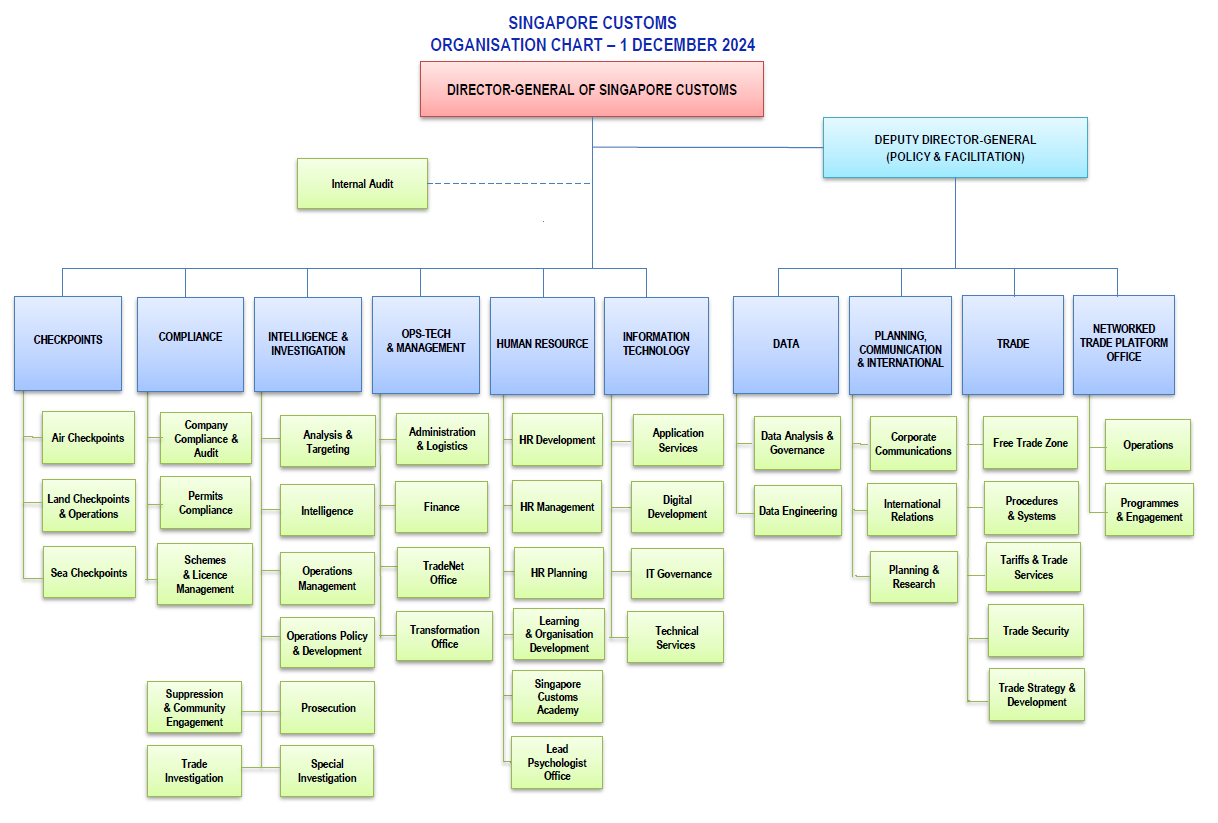 SINGAPORE CUSTOMS
ORGANISATION CHART – 1 DECEMBER 2024
DIRECTOR-GENERAL OF SINGAPORE CUSTOMS
DEPUTY DIRECTOR-GENERAL
(POLICY & FACILITATION)
Internal Audit
CHECKPOINTS
Air Checkpoints
Land Checkpoints
& Operations
Sea Checkpoints
COMPLIANCE
Company
Compliance &
Audit
Permits
Compliance
Schemes
& Licence
Management
INTELLIGENCE &
INVESTIGATION
Analysis &
Targeting
Intelligence
Operations
Management
Operations Policy
& Development
Suppression
& Community
Engagement
Prosecution
Trade
Investigation
Special
Investigation
OPS-TECH
& MANAGEMENT
Administration
& Logistics
Finance
TradeNet
Office
Transformation
Office
HUMAN RESOURCE
HR Development
HR Management
HR Planning
Learning
& Organisation
Development
Singapore
Customs
Academy
Lead
Psychologist
Office
INFORMATION
TECHNOLOGY
Application
Services
Digital
Development
IT Governance
Technical
Services
DATA
Data Analysis &
Governance
Data Engineering
PLANNING,
COMMUNICATION
& INTERNATIONAL
Corporate
Communications
International
Relations
Planning &
Research
TRADE
Free Trade Zone
Procedures
& Systems
Tariffs & Trade
Services
Trade Security
Trade Strategy &
Development
NETWORKED
TRADE PLATFORM
OFFICE
Operations
Programmes
& Engagement